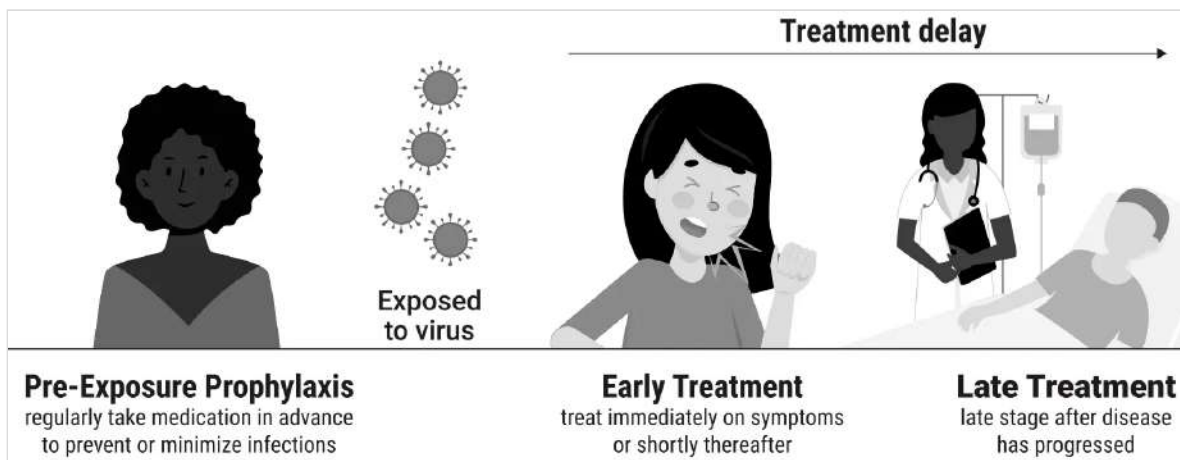 Treatment delay
Exposed
to virus
Pre-Exposure Prophylaxis
regularly take medication in advance
to prevent or minimize infections
Early Treatment
treat immediately on symptoms
or shortly thereafter
Late Treatment
late stage after disease
has progressed